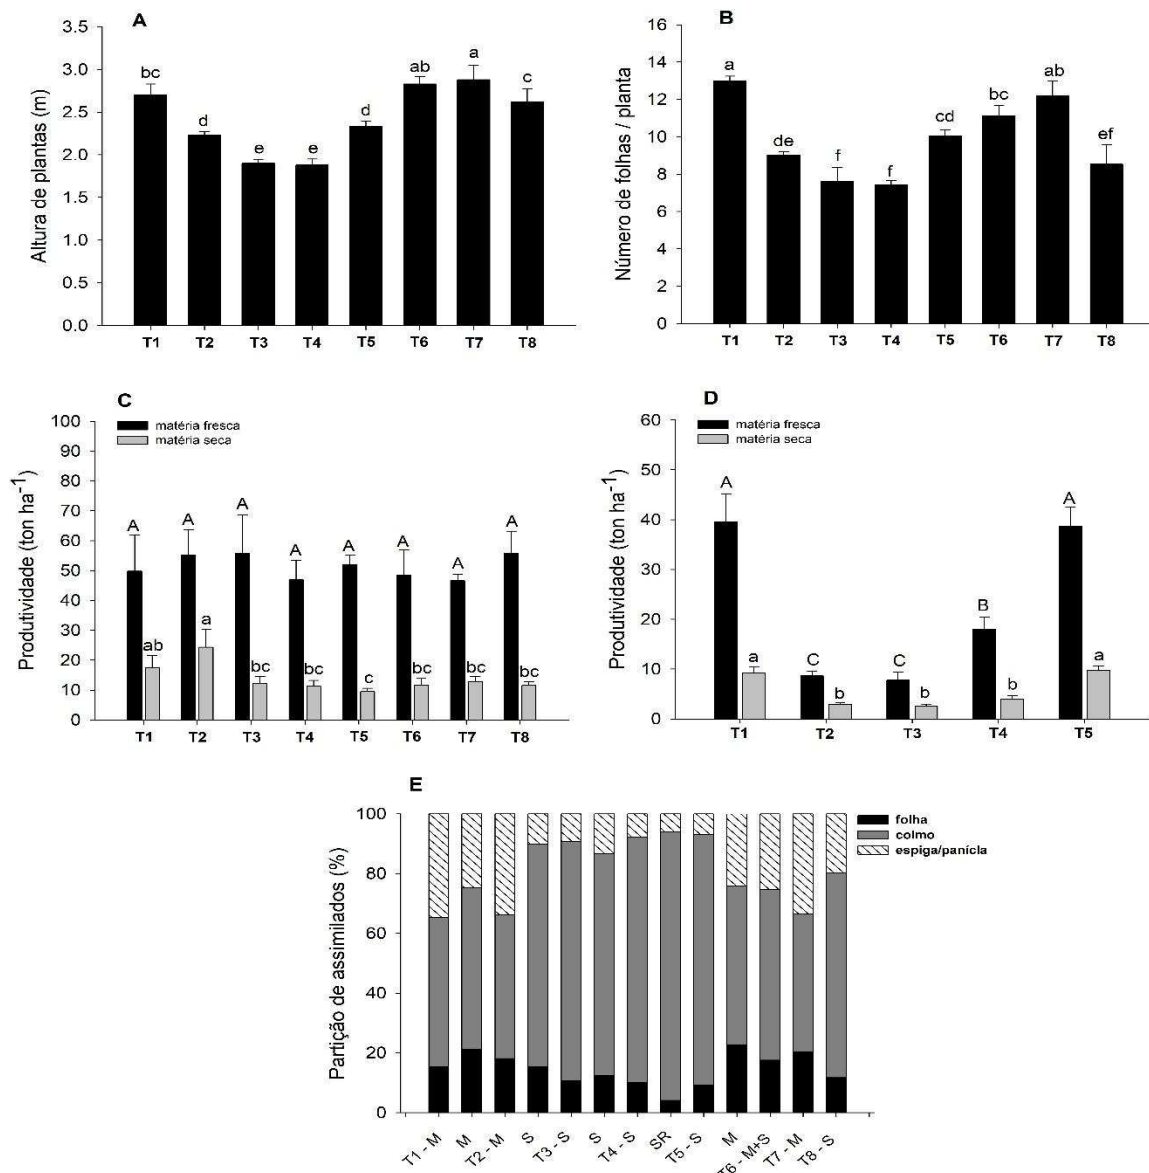 A
3.5
3.0
2.5
2.0
1.5
1.0
0.5
0.0
Altura de plantas (m)
bc
d
e
e
d
ab
a
c
T1 T2 T3 T4 T5 T6 T7 T8
B
16
14
12
10
8
6
4
2
0
Número de folhas / planta
a
de
f
f
cd
bc
ab
ef
T1 T2 T3 T4 T5 T6 T7 T8
C
100
90
80
70
60
50
40
30
20
10
0
Produtividade (ton ha-1)
matéria fresca
matéria seca
A A A A A A A A
ab a bc bc c bc bc bc
T1 T2 T3 T4 T5 T6 T7 T8
D
60
50
40
30
20
10
0
Produtividade (ton ha-1)
matéria fresca
matéria seca
A C C B A
a b b b a
T1 T2 T3 T4 T5
E
100
80
60
40
20
0
Partição de assimilados (%)
folha
colmo
espiga/panícla
T1 - M
M
T2 - M
S
T3 - S
S
T4 - S
SR
T5 - S
M
T6 - M+S
T7 - M
T8 - S